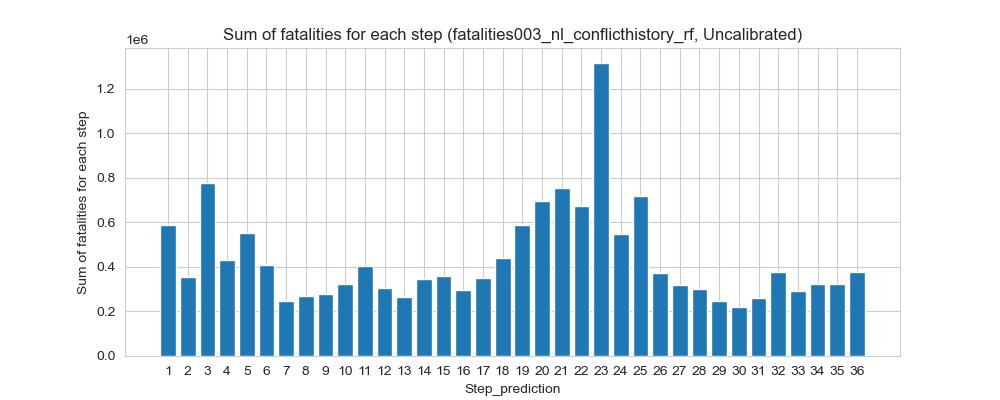 Sum of fatalities for each step (fatalities003_nl_conflicthistory_rf, Uncalibrated)
1e6
1.2
1.0
0.8
0.6
0.4
0.2
0.0
Sum of fatalities for each step
1 2 3 4 5 6 7 8 9 10 11 12 13 14 15 16 17 18 19 20 21 22 23 24 25 26 27 28 29 30 31 32 33 34 35 36
Step_prediction